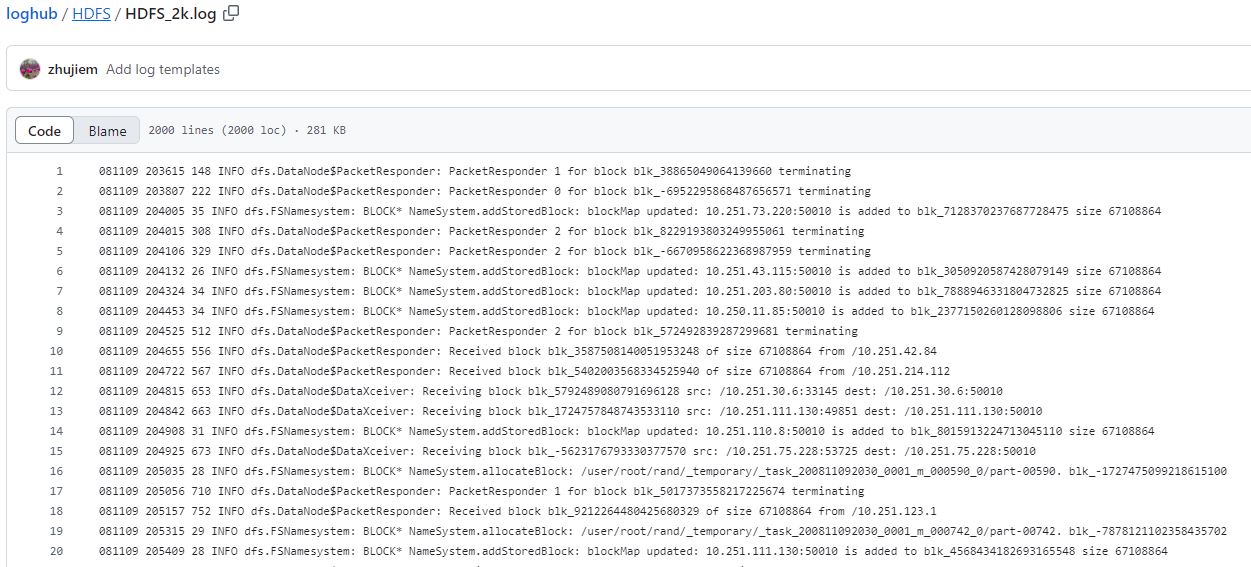 loghub / HDFS / HDFS_2k.log
zhujiem Add log templates
Code Blame 2000 lines (2000 loc) · 281 KB
1 081109 203615 148 INFO dfs.DataNode$PacketResponder: PacketResponder 1 for block blk_38865049064139660 terminating
2 081109 203807 222 INFO dfs.DataNode$PacketResponder: PacketResponder 0 for block blk_-6952295868487656571 terminating
3 081109 204005 35 INFO dfs.FSNamesystem: BLOCK* NameSystem.addStoredBlock: blockMap updated: 10.251.73.220:50010 is added to blk_7128370237687728475 size 67108864
4 081109 204015 308 INFO dfs.DataNode$PacketResponder: PacketResponder 2 for block blk_8229193803249955061 terminating
5 081109 204106 329 INFO dfs.DataNode$PacketResponder: PacketResponder 2 for block blk_-6670958622368987959 terminating
6 081109 204132 26 INFO dfs.FSNamesystem: BLOCK* NameSystem.addStoredBlock: blockMap updated: 10.251.43.115:50010 is added to blk_3050920587428079149 size 67108864
7 081109 204324 34 INFO dfs.FSNamesystem: BLOCK* NameSystem.addStoredBlock: blockMap updated: 10.251.203.80:50010 is added to blk_7888946331804732825 size 67108864
8 081109 204453 34 INFO dfs.FSNamesystem: BLOCK* NameSystem.addStoredBlock: blockMap updated: 10.250.11.85:50010 is added to blk_2377150260128098806 size 67108864
9 081109 204525 512 INFO dfs.DataNode$PacketResponder: PacketResponder 2 for block blk_572492839287299681 terminating
10 081109 204655 556 INFO dfs.DataNode$PacketResponder: Received block blk_3587508140051953248 of size 67108864 from /10.251.42.84
11 081109 204722 567 INFO dfs.DataNode$PacketResponder: Received block blk_5402003568334525940 of size 67108864 from /10.251.214.112
12 081109 204815 653 INFO dfs.DataNode$DataXceiver: Receiving block blk_5792489080791696128 src: /10.251.30.6:33145 dest: /10.251.30.6:50010
13 081109 204842 663 INFO dfs.DataNode$DataXceiver: Receiving block blk_1724757848743533110 src: /10.251.111.130:49851 dest: /10.251.111.130:50010
14 081109 204908 31 INFO dfs.FSNamesystem: BLOCK* NameSystem.addStoredBlock: blockMap updated: 10.251.110.8:50010 is added to blk_8015913224713045110 size 67108864
15 081109 204925 673 INFO dfs.DataNode$DataXceiver: Receiving block blk_-5623176793330377570 src: /10.251.75.228:53725 dest: /10.251.75.228:50010
16 081109 205035 28 INFO dfs.FSNamesystem: BLOCK* NameSystem.allocateBlock: /user/root/rand/_temporary/_task_200811092030_0001_m_000590_0/part-00590. blk_-1727475099218615100
17 081109 205056 710 INFO dfs.DataNode$PacketResponder: PacketResponder 1 for block blk_5017373558217225674 terminating
18 081109 205157 752 INFO dfs.DataNode$PacketResponder: Received block blk_9212264480425680329 of size 67108864 from /10.251.123.1
19 081109 205315 29 INFO dfs.FSNamesystem: BLOCK* NameSystem.allocateBlock: /user/root/rand/_temporary/_task_200811092030_0001_m_000742_0/part-00742. blk_-7878121102358435702
20 081109 205409 28 INFO dfs.FSNamesystem: BLOCK* NameSystem.addStoredBlock: blockMap updated: 10.251.111.130:50010 is added to blk_4568434182693165548 size 67108864